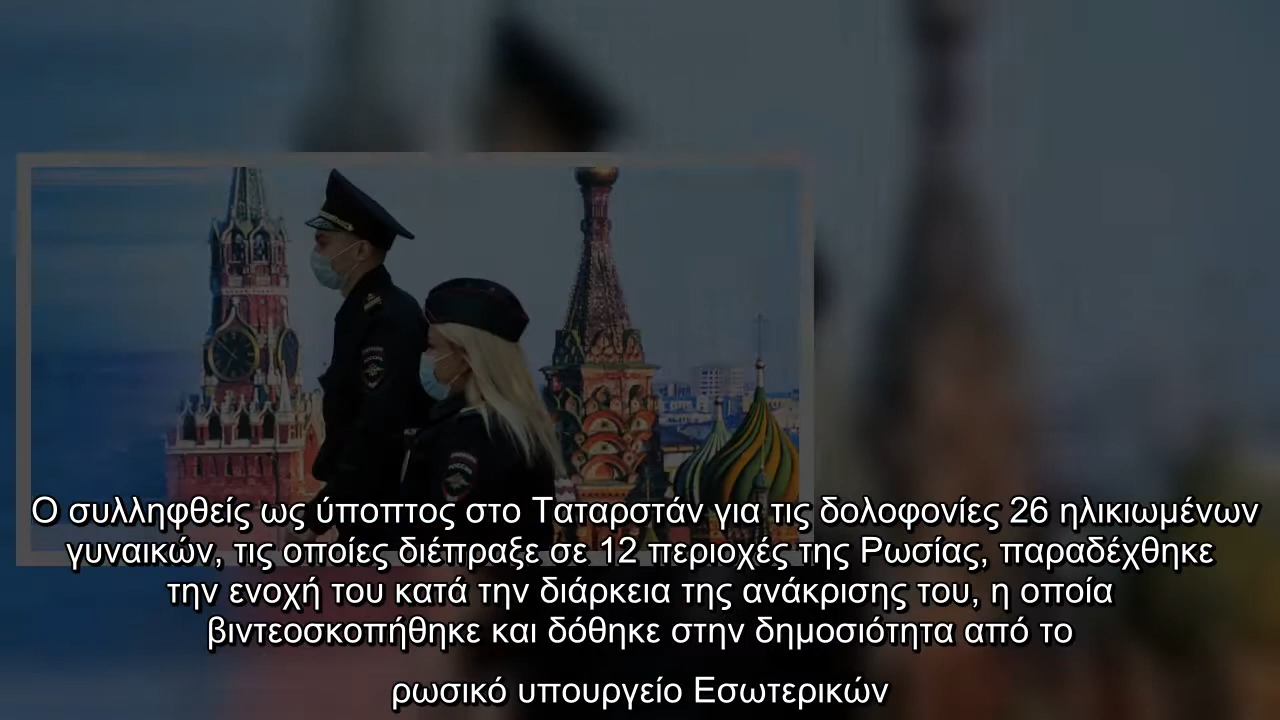 Ο συλληφθείς ως ύποπτος στο Ταταρστάν για τις δολοφονίες 26 ηλικιωμένων
γυναικών, τις οποίες διέπραξε σε 12 περιοχές της Ρωσίας, παραδέχθηκε
την ενοχή του κατά την διάρκεια της ανάκρισης του, η οποία
βιντεοσκοπήθηκε και δόθηκε στην δημοσιότητα από το
ρωσικό υπουργείο Εσωτερικών